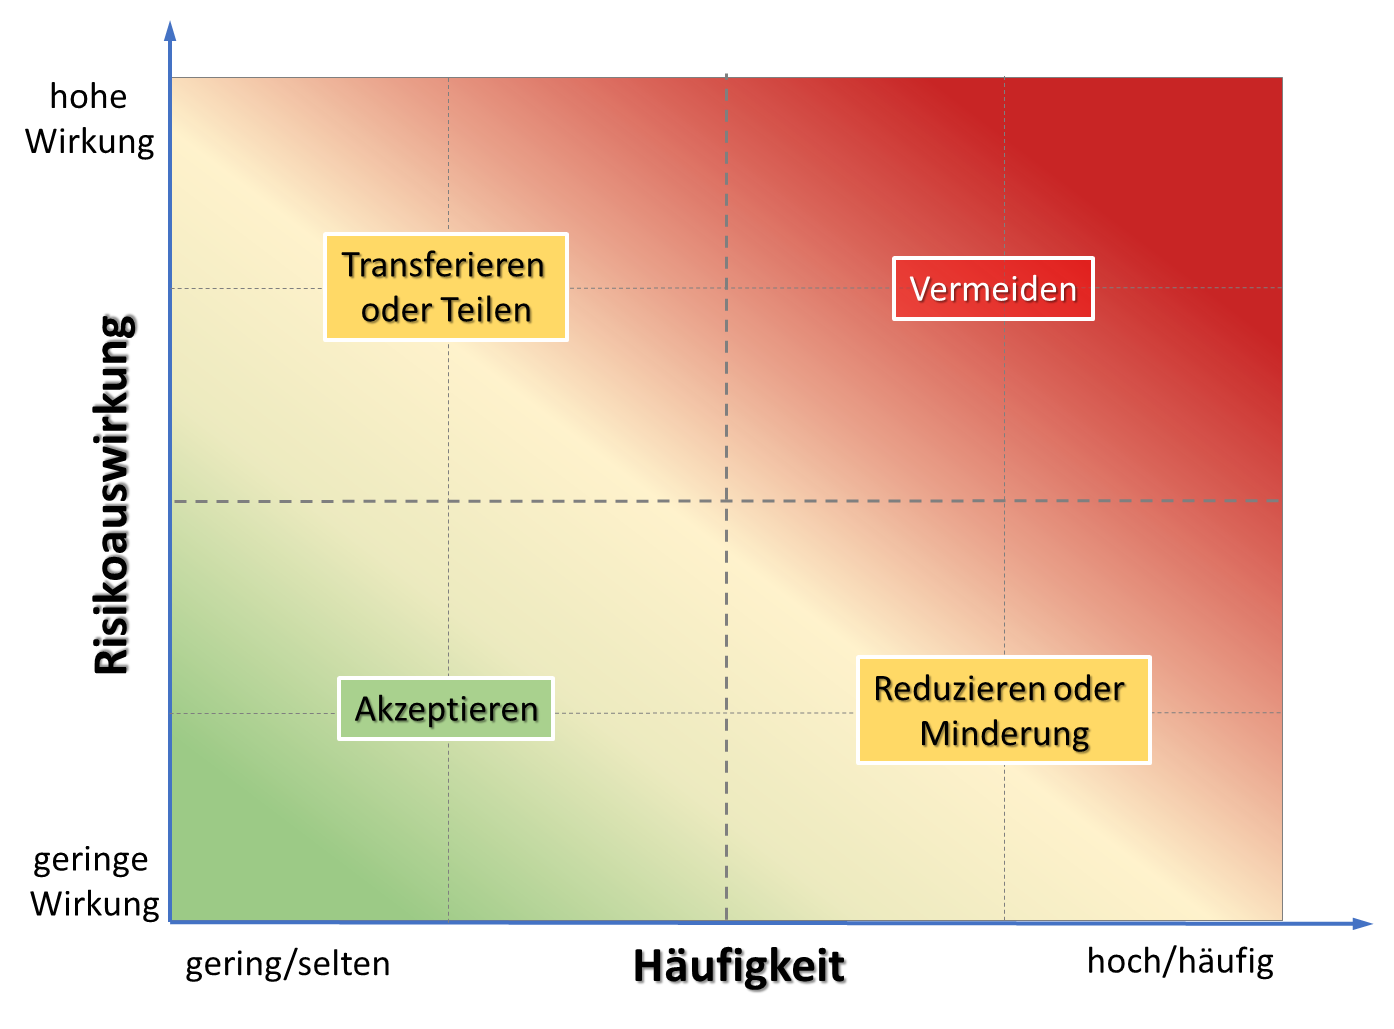 hohe
Wirkung
Transferieren
oder Teilen
Vermeiden
Risikoauswirkung
Akzeptieren
Reduzieren oder
Minderung
geringe
Wirkung
gering/selten
Häufigkeit
hoch/häufig